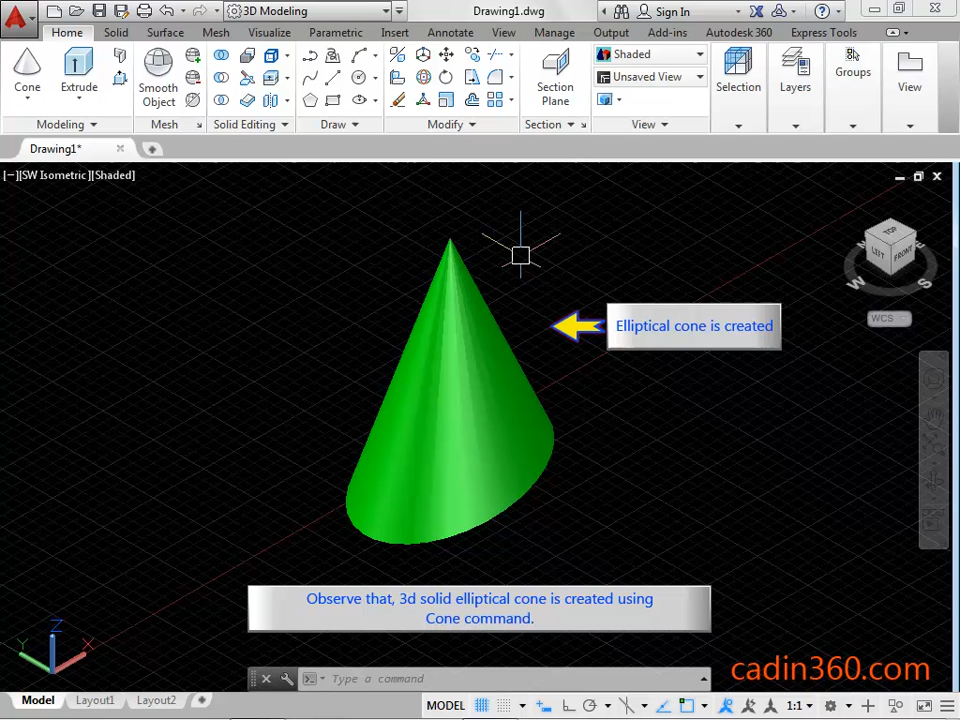 3D Modeling
Drawing1.dwg
Sign In
Home
Solid
Surface
Mesh
Visualize
Parametric
Insert
Annotate
View
Manage
Output
Add-ins
Autodesk 360
Express Tools
Cone
Extrude
Smooth
Object
Section
Plane
Shaded
Unsaved View
Selection
Layers
Groups
View
Modeling
Mesh
Solid Editing
Draw
Modify
Section
View
Drawing1*
[−][SW Isometric][Shaded]
TOP
LEFT
FRONT
W
S
WCS
Elliptical cone is created
Observe that, 3d solid elliptical cone is created using
Cone command.
Z
Y
X
Type a command
cadin360.com
Model
Layout1
Layout2
MODEL
1:1